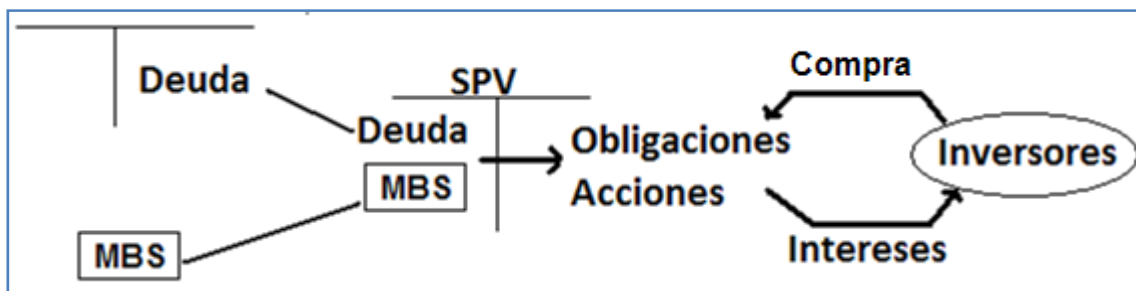 Deuda
SPV
Deuda
MBS
MBS
Obligaciones
Acciones
Compra
Inversores
Intereses